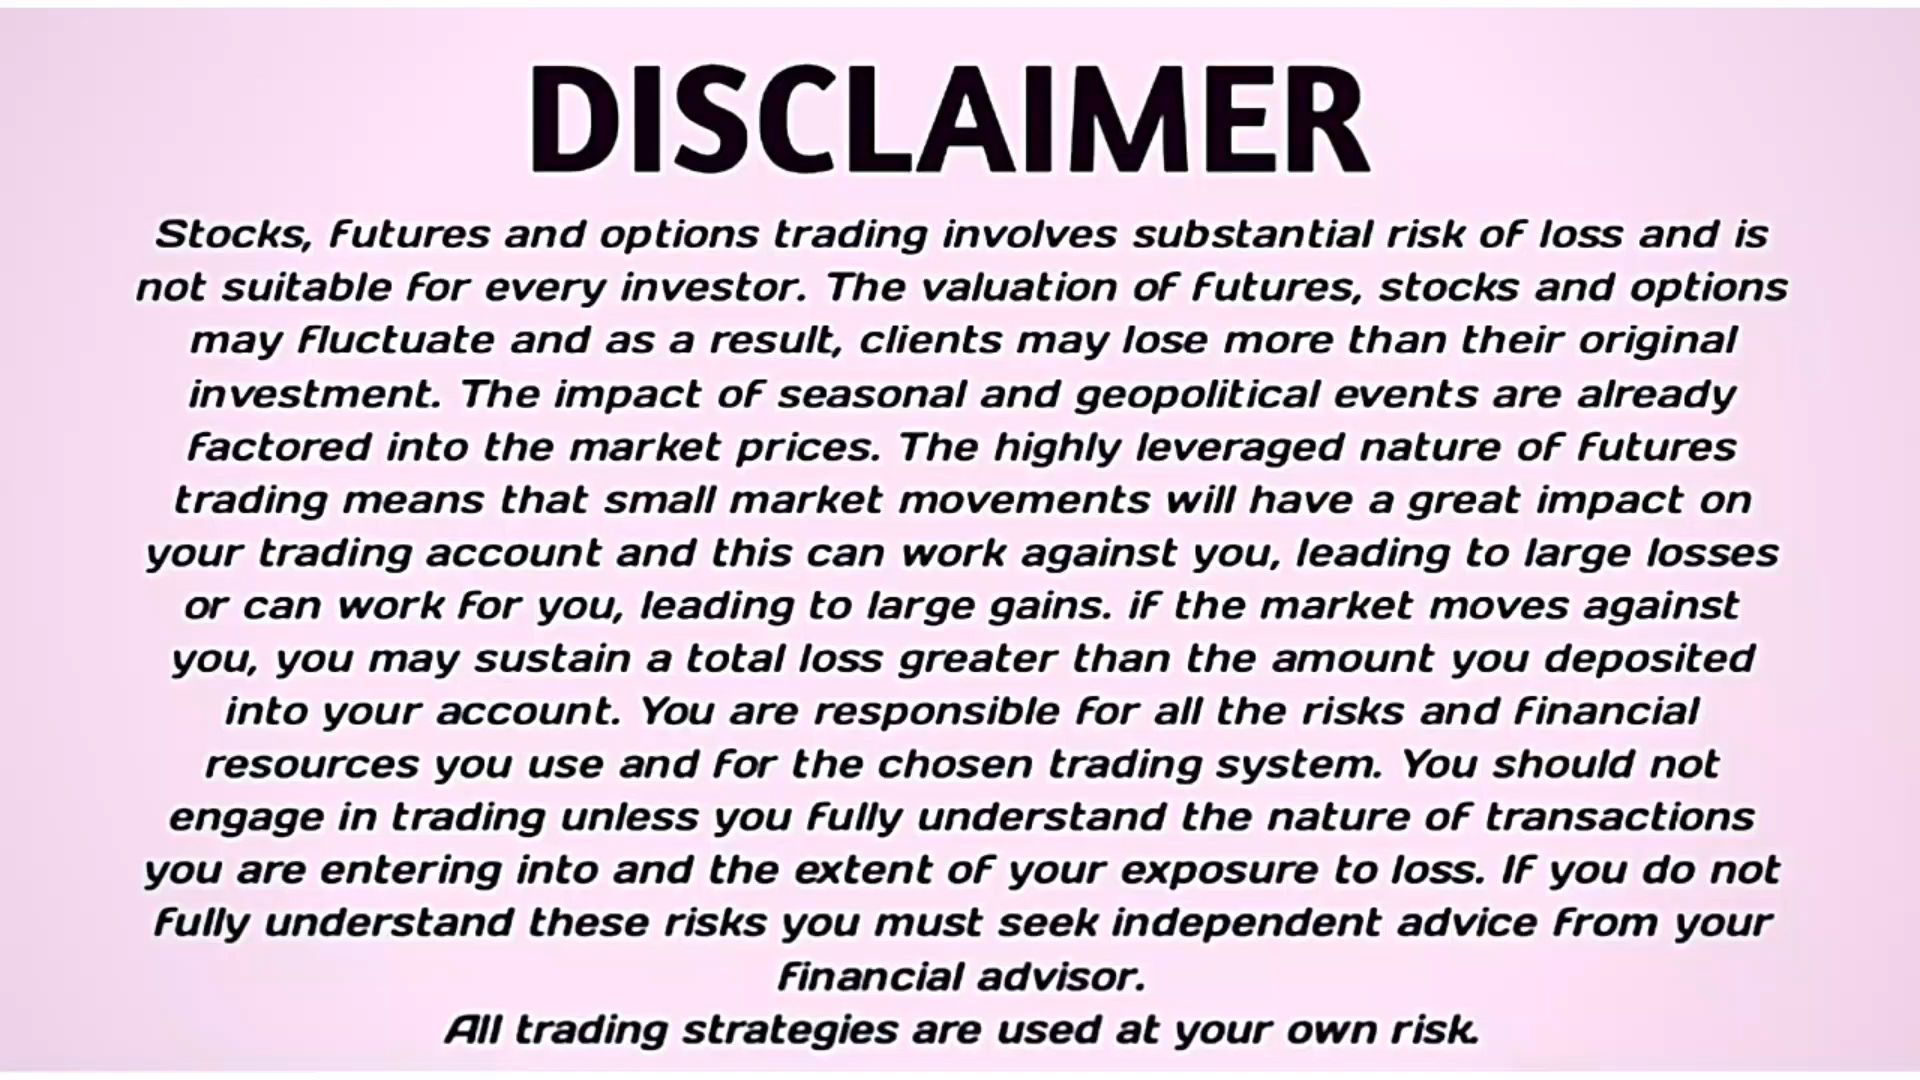 DISCLAIMER
Stocks, futures and options trading involves substantial risk of loss and is
not suitable for every investor. The valuation of futures, stocks and options
may fluctuate and as a result, clients may lose more than their original
investment. The impact of seasonal and geopolitical events are already
factored into the market prices. The highly leveraged nature of futures
trading means that small market movements will have a great impact on
your trading account and this can work against you, leading to large losses
or can work for you, leading to large gains. if the market moves against
you, you may sustain a total loss greater than the amount you deposited
into your account. You are responsible for all the risks and financial
resources you use and for the chosen trading system. You should not
engage in trading unless you fully understand the nature of transactions
you are entering into and the extent of your exposure to loss. If you do not
fully understand these risks you must seek independent advice from your
financial advisor.
All trading strategies are used at your own risk.